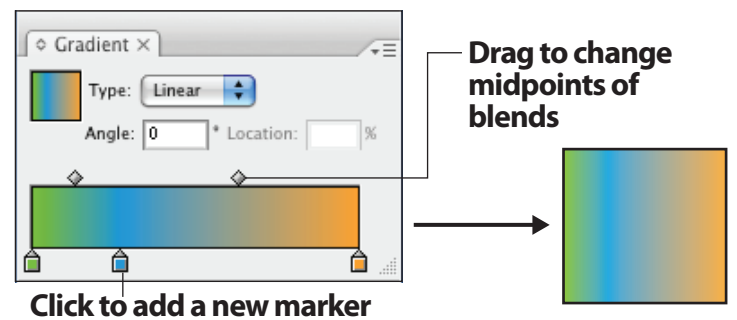 Gradient ×
Type: Linear
Angle: 0 ° Location: %
Drag to change
midpoints of
blends
Click to add a new marker